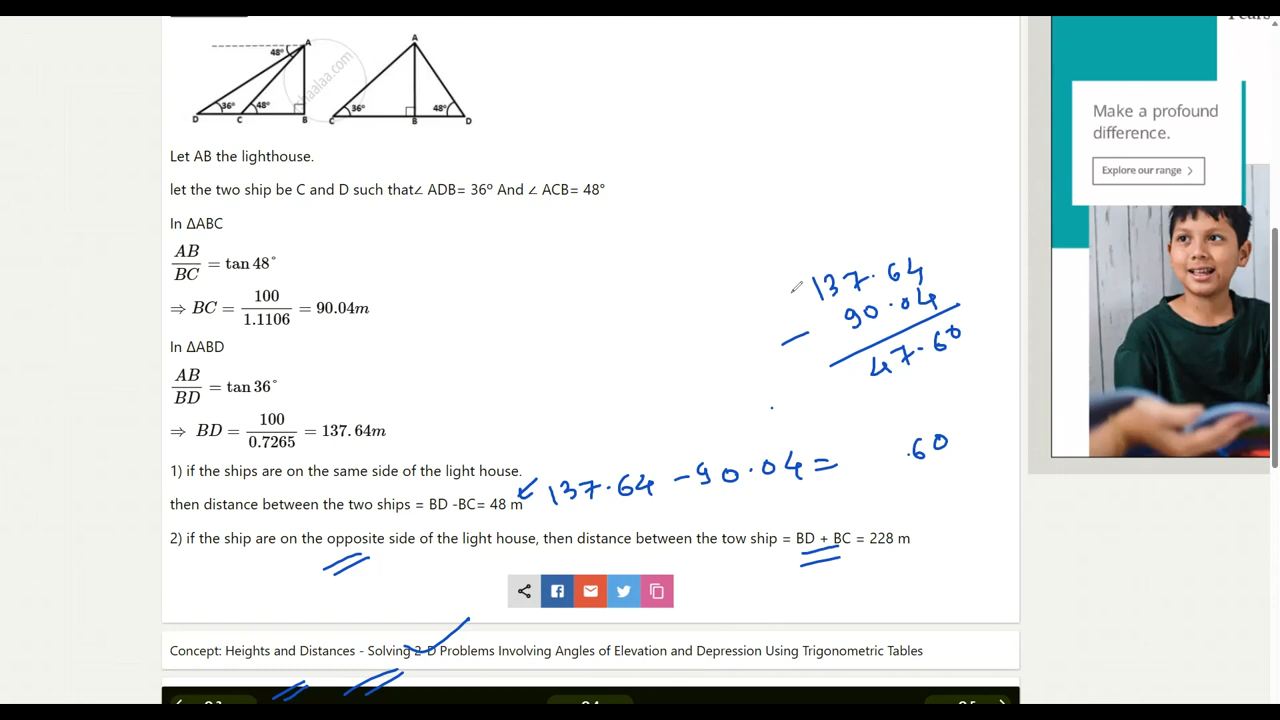 Make a profound
difference.
Explore our range >
48° A A
shaalaa.com
36° 48° 36° 48°
D C B C B D
Let AB the lighthouse.
let the two ship be C and D such that∠ ADB= 36° And ∠ ACB= 48°
In ΔABC
AB/BC = tan 48°
⇒ BC = 100/1.1106 = 90.04m
137.64
90.04
−
47.60
In ΔABD
AB/BD = tan 36°
⇒ BD = 100/0.7265 = 137.64m
.60
1) if the ships are on the same side of the light house.
137.64 − 90.04 =
then distance between the two ships = BD -BC= 48 m
2) if the ship are on the opposite side of the light house, then distance between the tow ship = BD + BC = 228 m
Concept: Heights and Distances - Solving 2-D Problems Involving Angles of Elevation and Depression Using Trigonometric Tables